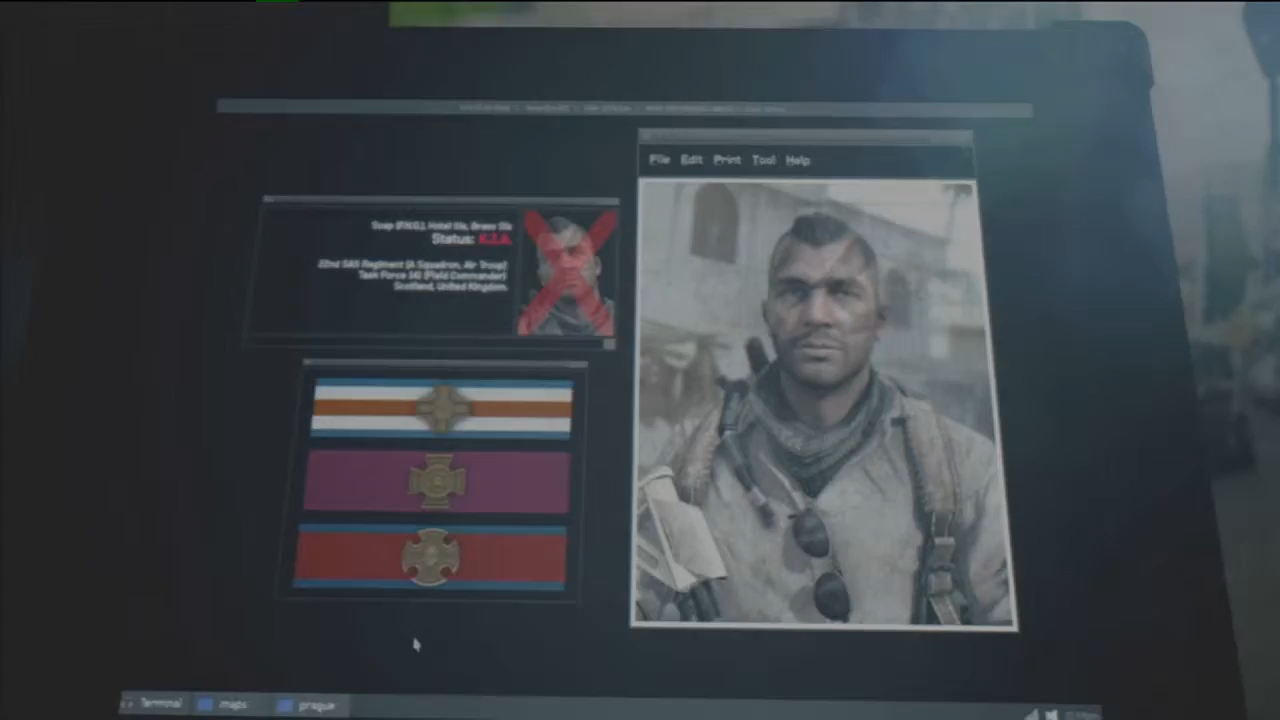 File Edit Print Tool Help
Soap (F.N.G.), Hotel Six, Bravo Six
Status: K.I.A.
22nd SAS Regiment (A Squadron, Air Troop)
Task Force 141 (Field Commander)
Scotland, United Kingdom.
Terminal maps prague